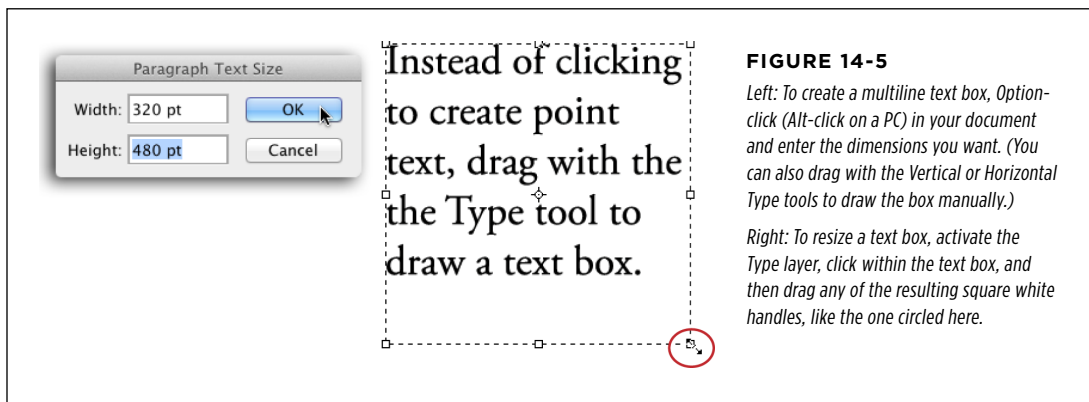 Paragraph Text Size
Width: 320 pt
OK
Height: 480 pt
Cancel
Instead of clicking
to create point
text, drag with the
the Type tool to
draw a text box.
FIGURE 14-5
Left: To create a multiline text box, Option-
click (Alt-click on a PC) in your document
and enter the dimensions you want. (You
can also drag with the Vertical or Horizontal
Type tools to draw the box manually.)
Right: To resize a text box, activate the
Type layer, click within the text box, and
then drag any of the resulting square white
handles, like the one circled here.